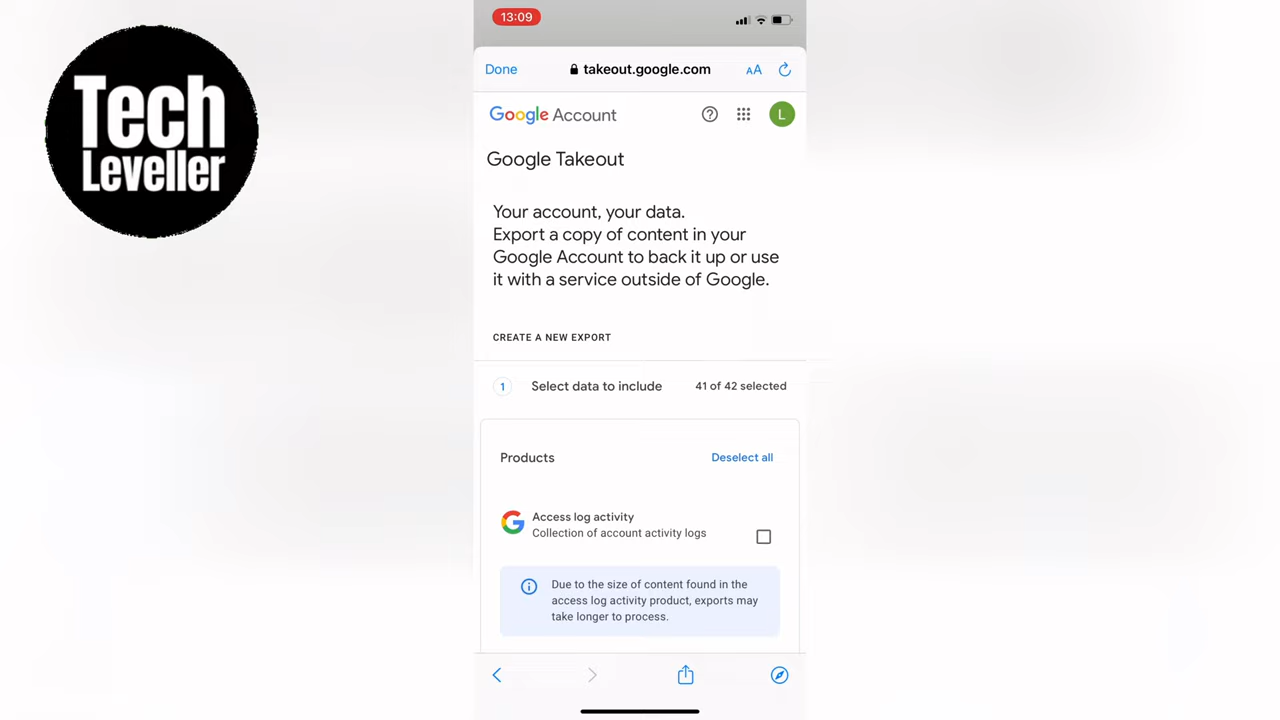 Tech
Leveller
13:09
Done
takeout.google.com
AA
Google Account
L
Google Takeout
Your account, your data.
Export a copy of content in your
Google Account to back it up or use
it with a service outside of Google.
CREATE A NEW EXPORT
1 Select data to include 41 of 42 selected
Products Deselect all
Access log activity
Collection of account activity logs
Due to the size of content found in the
access log activity product, exports may
take longer to process.